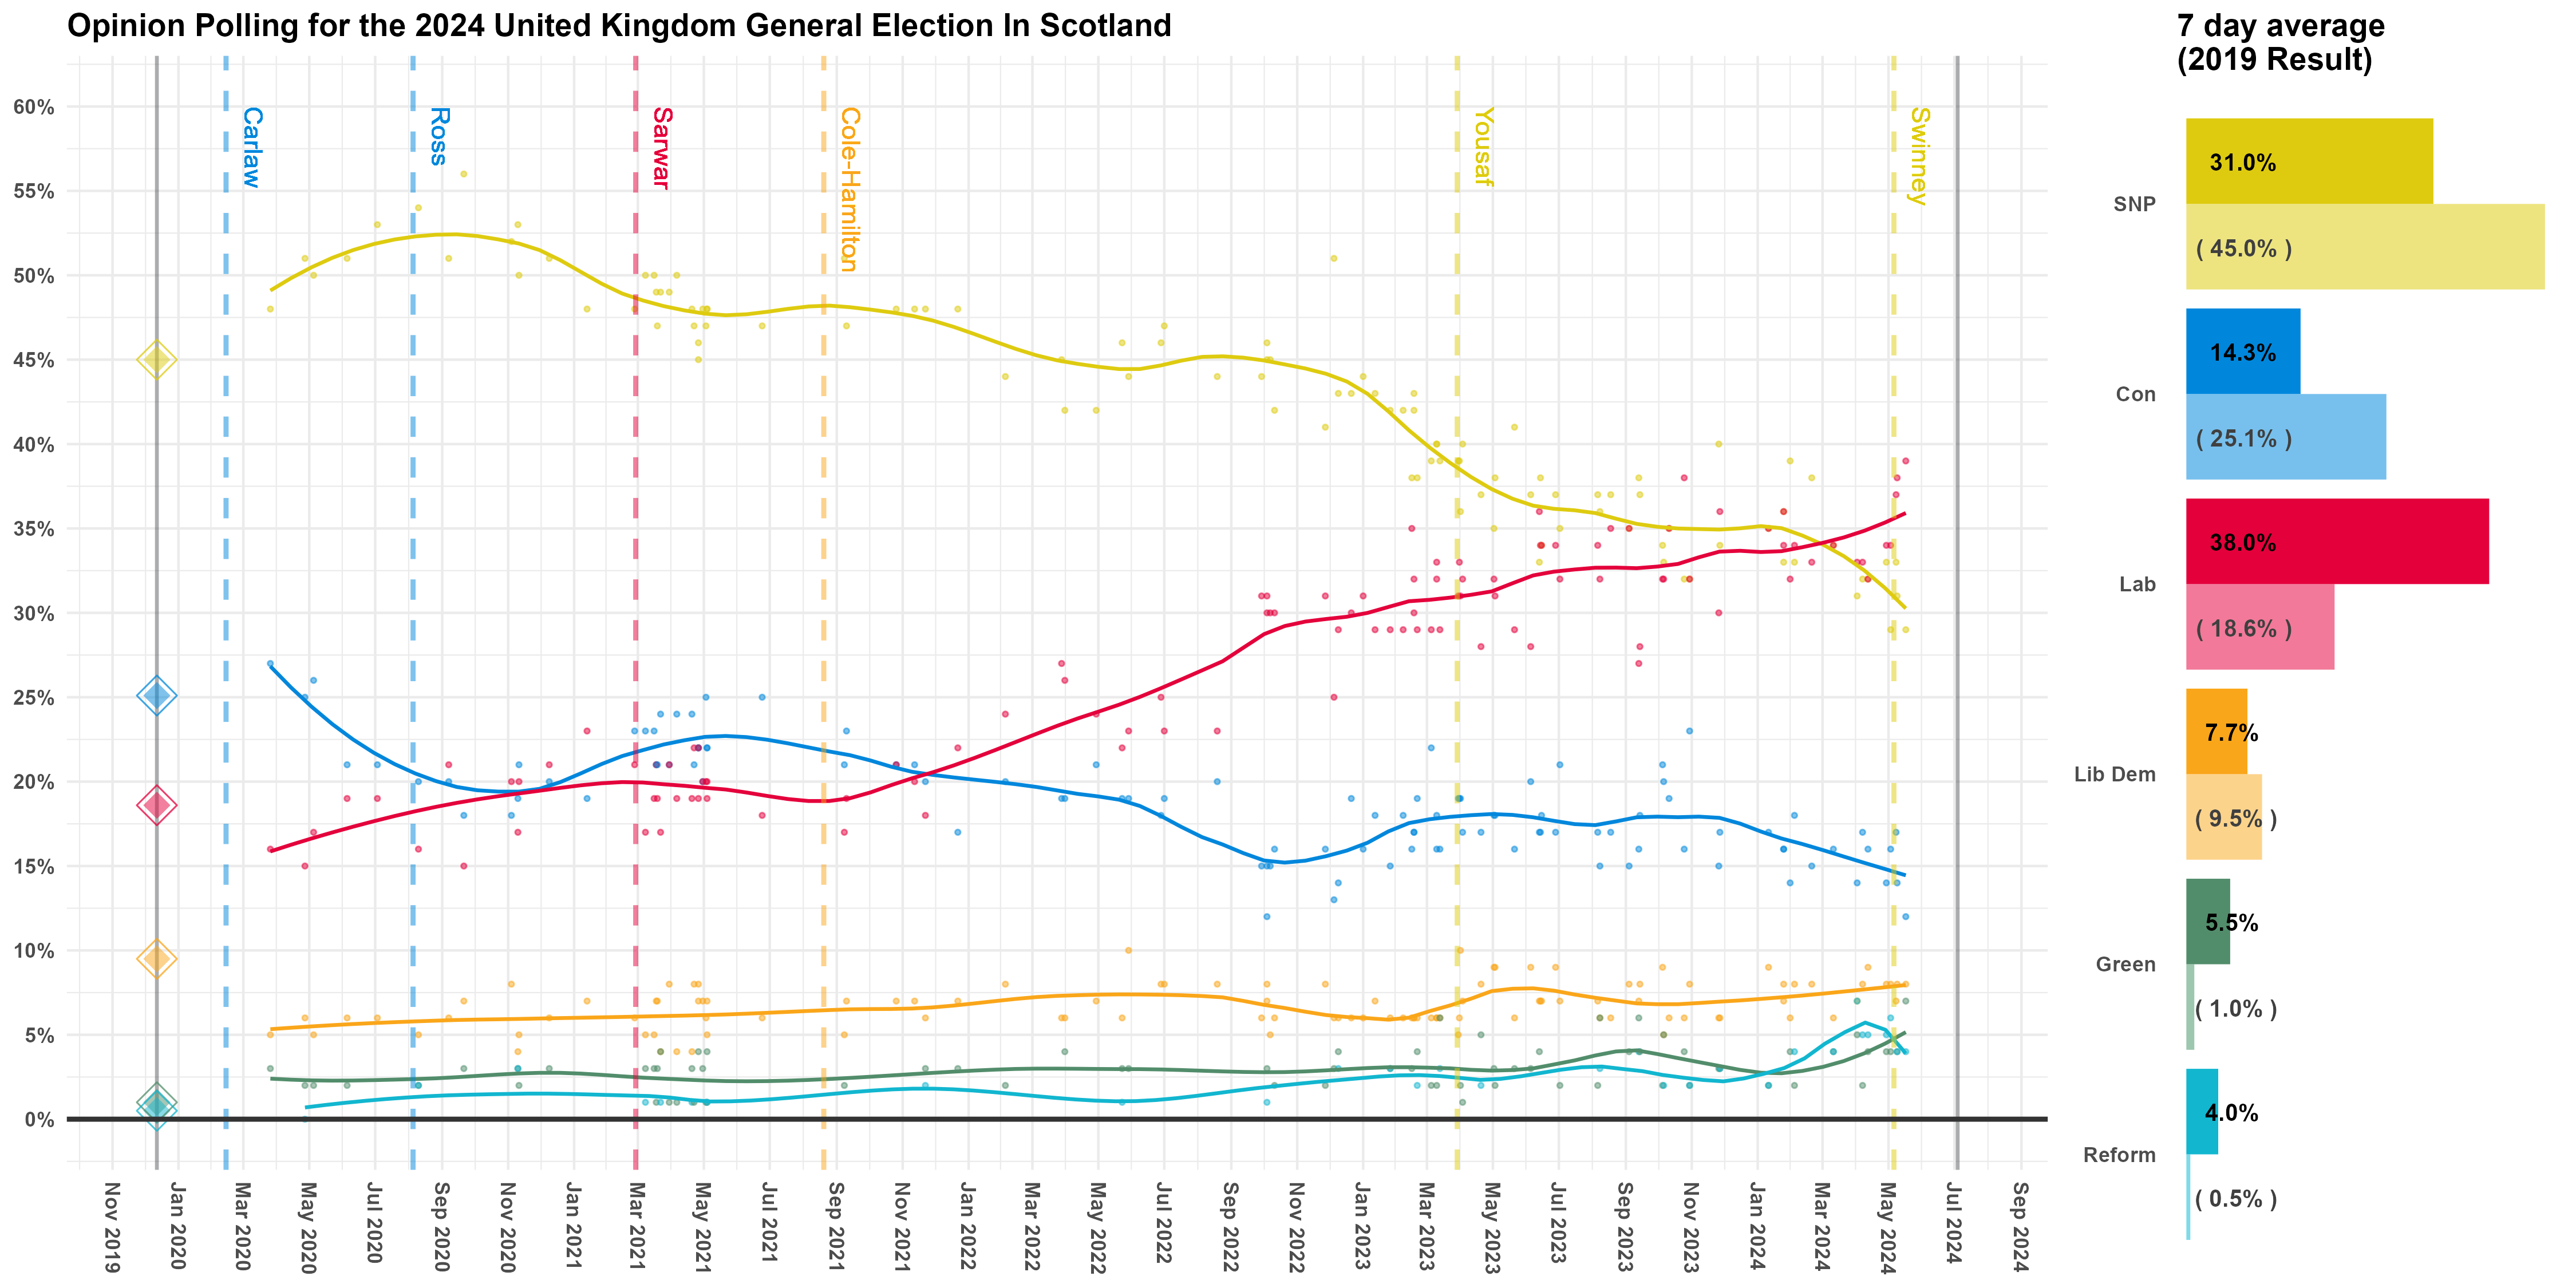 Opinion Polling for the 2024 United Kingdom General Election In Scotland
7 day average
(2019 Result)
60%
55%
50%
45%
40%
35%
30%
25%
20%
15%
10%
5%
0%
Carlaw
Ross
Sarwar
Cole-Hamilton
Yousaf
Swinney
Nov 2019
Jan 2020
Mar 2020
May 2020
Jul 2020
Sep 2020
Nov 2020
Jan 2021
Mar 2021
May 2021
Jul 2021
Sep 2021
Nov 2021
Jan 2022
Mar 2022
May 2022
Jul 2022
Sep 2022
Nov 2022
Jan 2023
Mar 2023
May 2023
Jul 2023
Sep 2023
Nov 2023
Jan 2024
Mar 2024
May 2024
Jul 2024
Sep 2024
SNP
31.0%
( 45.0% )
Con
14.3%
( 25.1% )
Lab
38.0%
( 18.6% )
Lib Dem
7.7%
( 9.5% )
Green
5.5%
( 1.0% )
Reform
4.0%
( 0.5% )